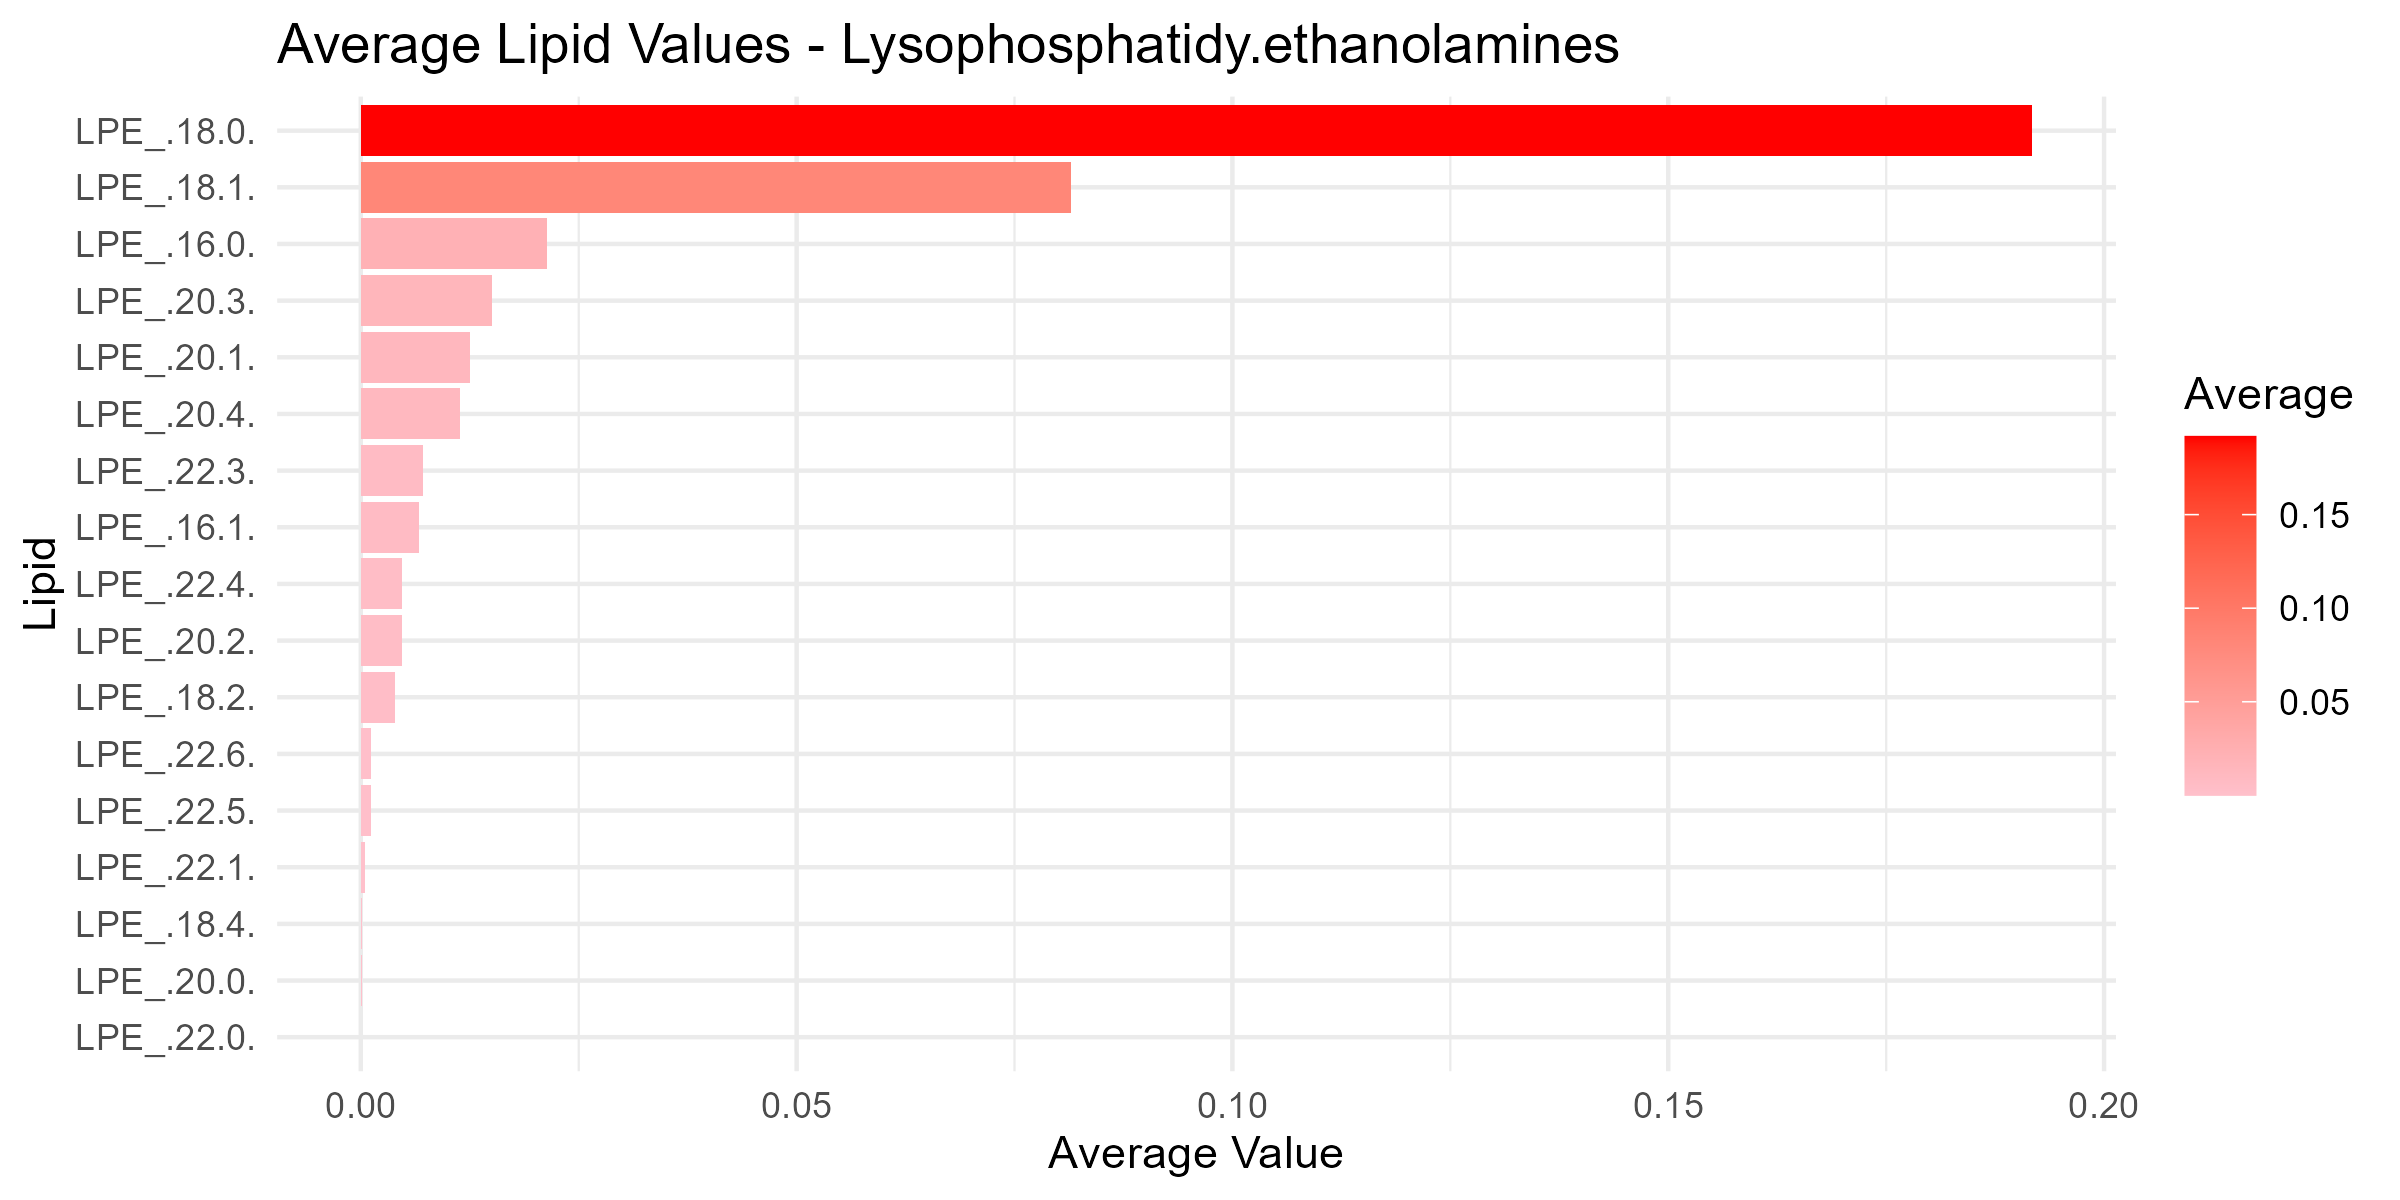 Average Lipid Values - Lysophosphatidy.ethanolamines
Lipid
LPE_.18.0.
LPE_.18.1.
LPE_.16.0.
LPE_.20.3.
LPE_.20.1.
LPE_.20.4.
LPE_.22.3.
LPE_.16.1.
LPE_.22.4.
LPE_.20.2.
LPE_.18.2.
LPE_.22.6.
LPE_.22.5.
LPE_.22.1.
LPE_.18.4.
LPE_.20.0.
LPE_.22.0.
0.00 0.05 0.10 0.15 0.20
Average Value
Average
0.15
0.10
0.05